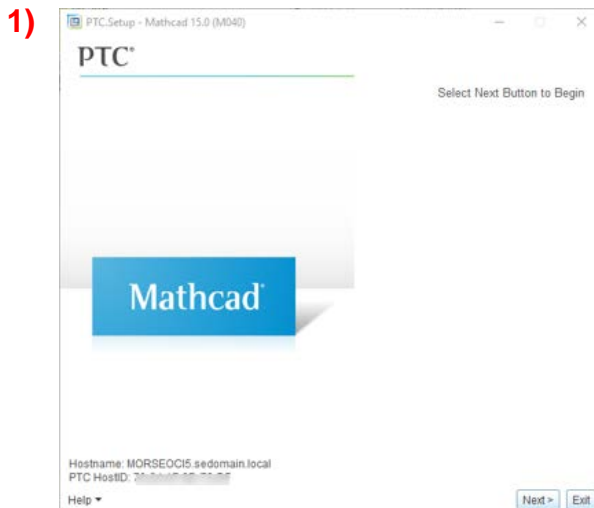 1)
PTC.Setup - Mathcad 15.0 (M040)
PTC®
Select Next Button to Begin
Mathcad®
Hostname: MORSEOCI5.sedomain.local
PTC HostID:
Help
Next > Exit